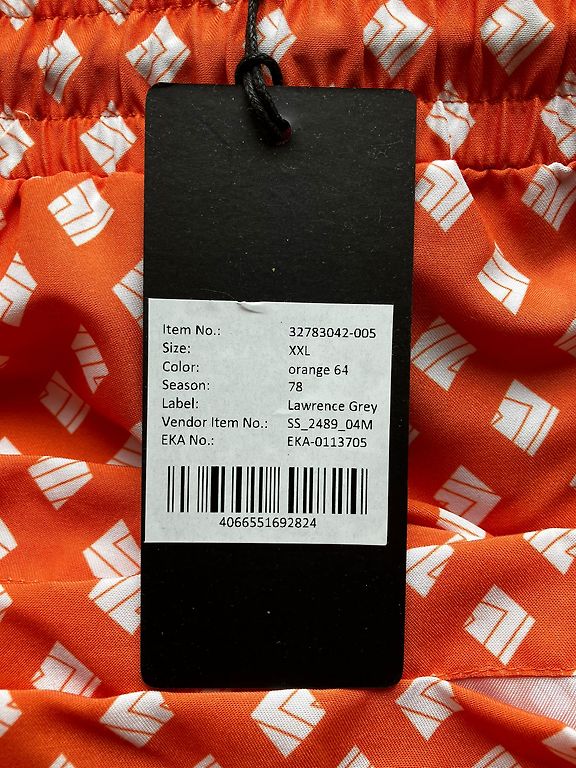 Item No.: 32783042-005
Size: XXL
Color: orange 64
Season: 78
Label: Lawrence Grey
Vendor Item No.: SS_2489_04M
EKA No.: EKA-0113705
4066551692824